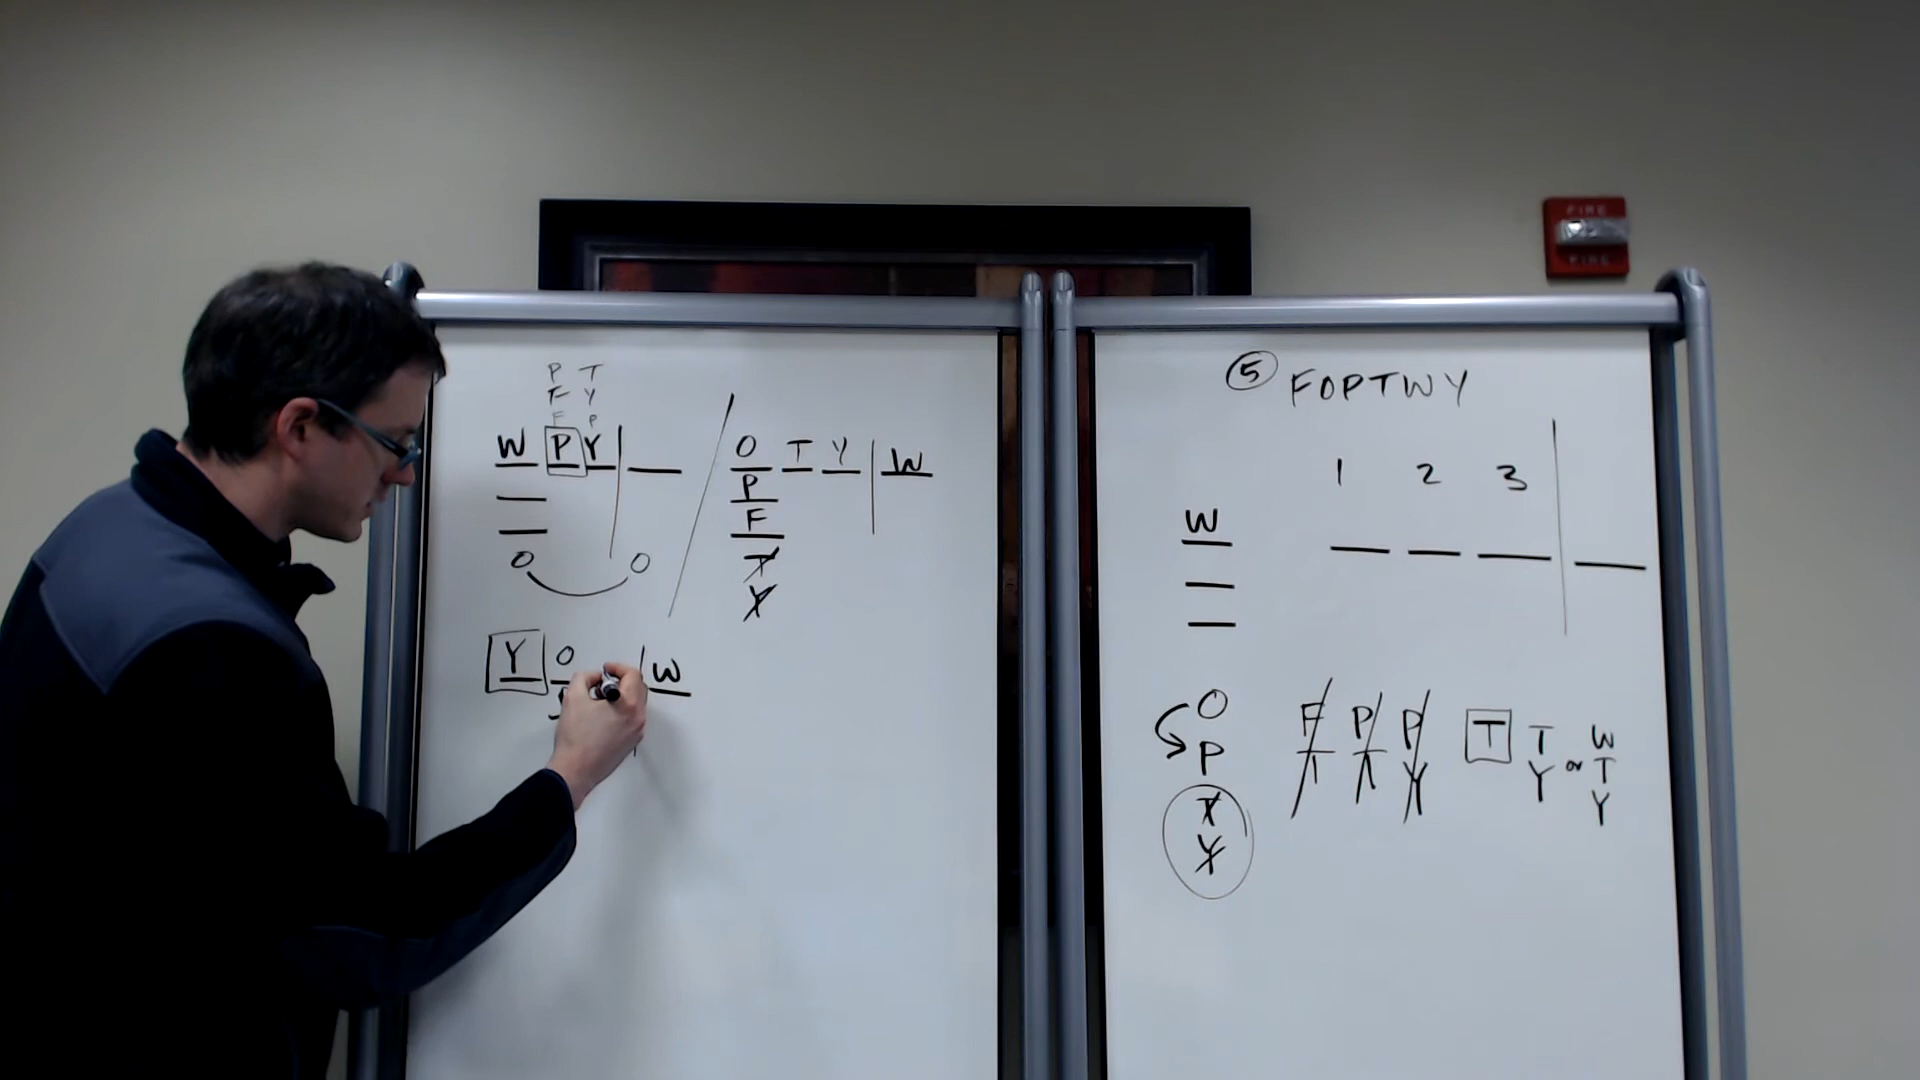 P T
F Y
F P
W P Y
O T Y W
P
F
T
Y
O O
Y O W
5 FOPTWY
1 2 3
W
O
P
T
Y
F P P
T T Y
T
T
Y
or
W
T
Y
FIRE
FIRE